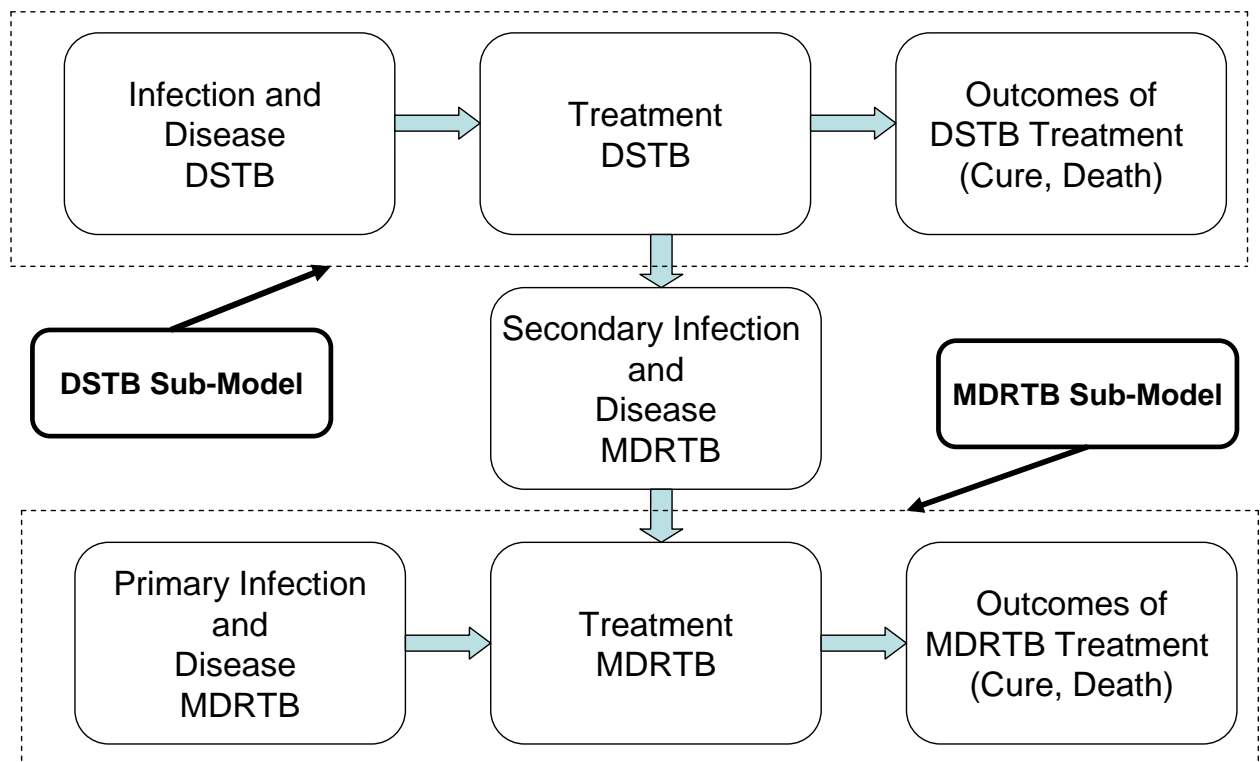 Infection and
Disease
DSTB
Treatment
DSTB
Outcomes of
DSTB Treatment
(Cure, Death)
Secondary Infection
and
Disease
MDRTB
DSTB Sub-Model
MDRTB Sub-Model
Primary Infection
and
Disease
MDRTB
Treatment
MDRTB
Outcomes of
MDRTB Treatment
(Cure, Death)